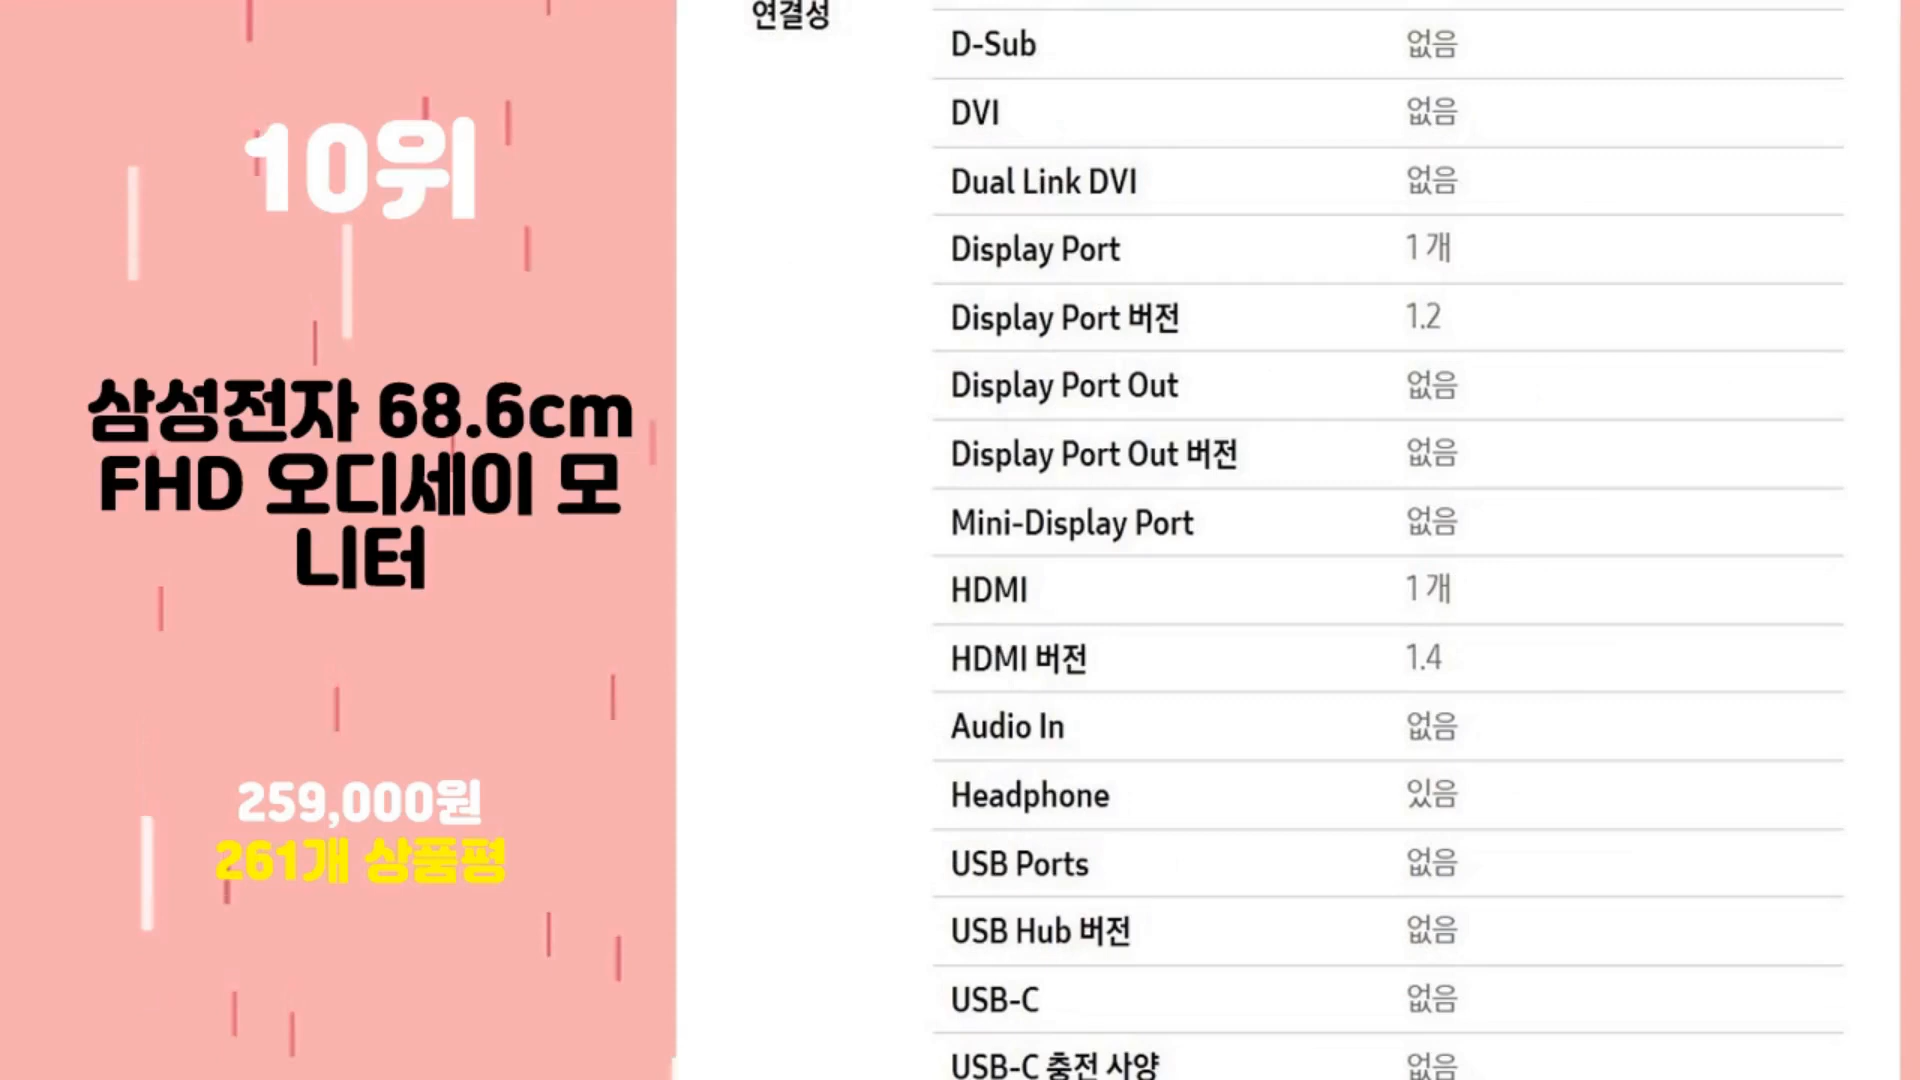 10위
삼성전자 68.6cm
FHD 오디세이 모
니터
259,000원
261개 상품평
연결성
D-Sub 없음
DVI 없음
Dual Link DVI 없음
Display Port 1 개
Display Port 버전 1.2
Display Port Out 없음
Display Port Out 버전 없음
Mini-Display Port 없음
HDMI 1 개
HDMI 버전 1.4
Audio In 없음
Headphone 있음
USB Ports 없음
USB Hub 버전 없음
USB-C 없음
USB-C 충전 사양 없음